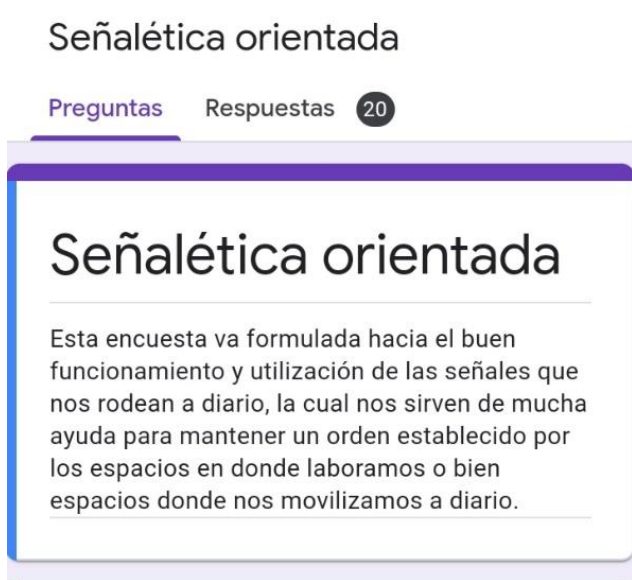 Señalética orientada
Preguntas Respuestas 20
Señalética orientada
Esta encuesta va formulada hacia el buen
funcionamiento y utilización de las señales que
nos rodean a diario, la cual nos sirven de mucha
ayuda para mantener un orden establecido por
los espacios en donde laboramos o bien
espacios donde nos movilizamos a diario.